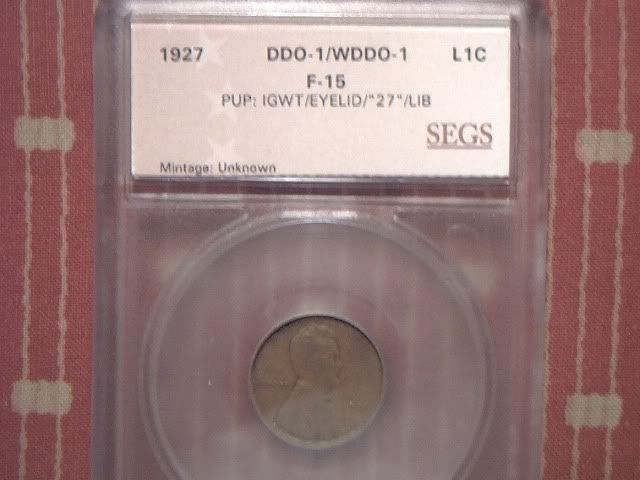 1927 DDO-1/WDDO-1 L1C
F-15
PUP: IGWT/EYELID/"27"/LIB
SEGS
Mintage: Unknown